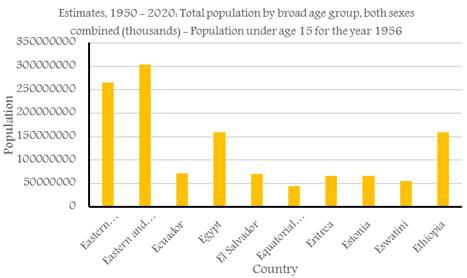 Estimates, 1950 - 2020: Total population by broad age group, both sexes
combined (thousands) - Population under age 15 for the year 1956
350000000
300000000
250000000
200000000
150000000
100000000
50000000
0
Population
Eastern...
Eastern and...
Ecuador
Egypt
El Salvador
Equatorial...
Eritrea
Estonia
Eswatini
Ethiopia
Country